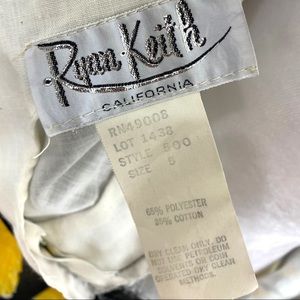 Ryan Keith
CALIFORNIA
RN49008
LOT 1438
STYLE 500
SIZE 5
65% POLYESTER
35% COTTON
DRY CLEAN ONLY. DO
NOT USE PETROLEUM
SOLVENTS OR COIN
OPERATED DRY CLEAN
METHODS.